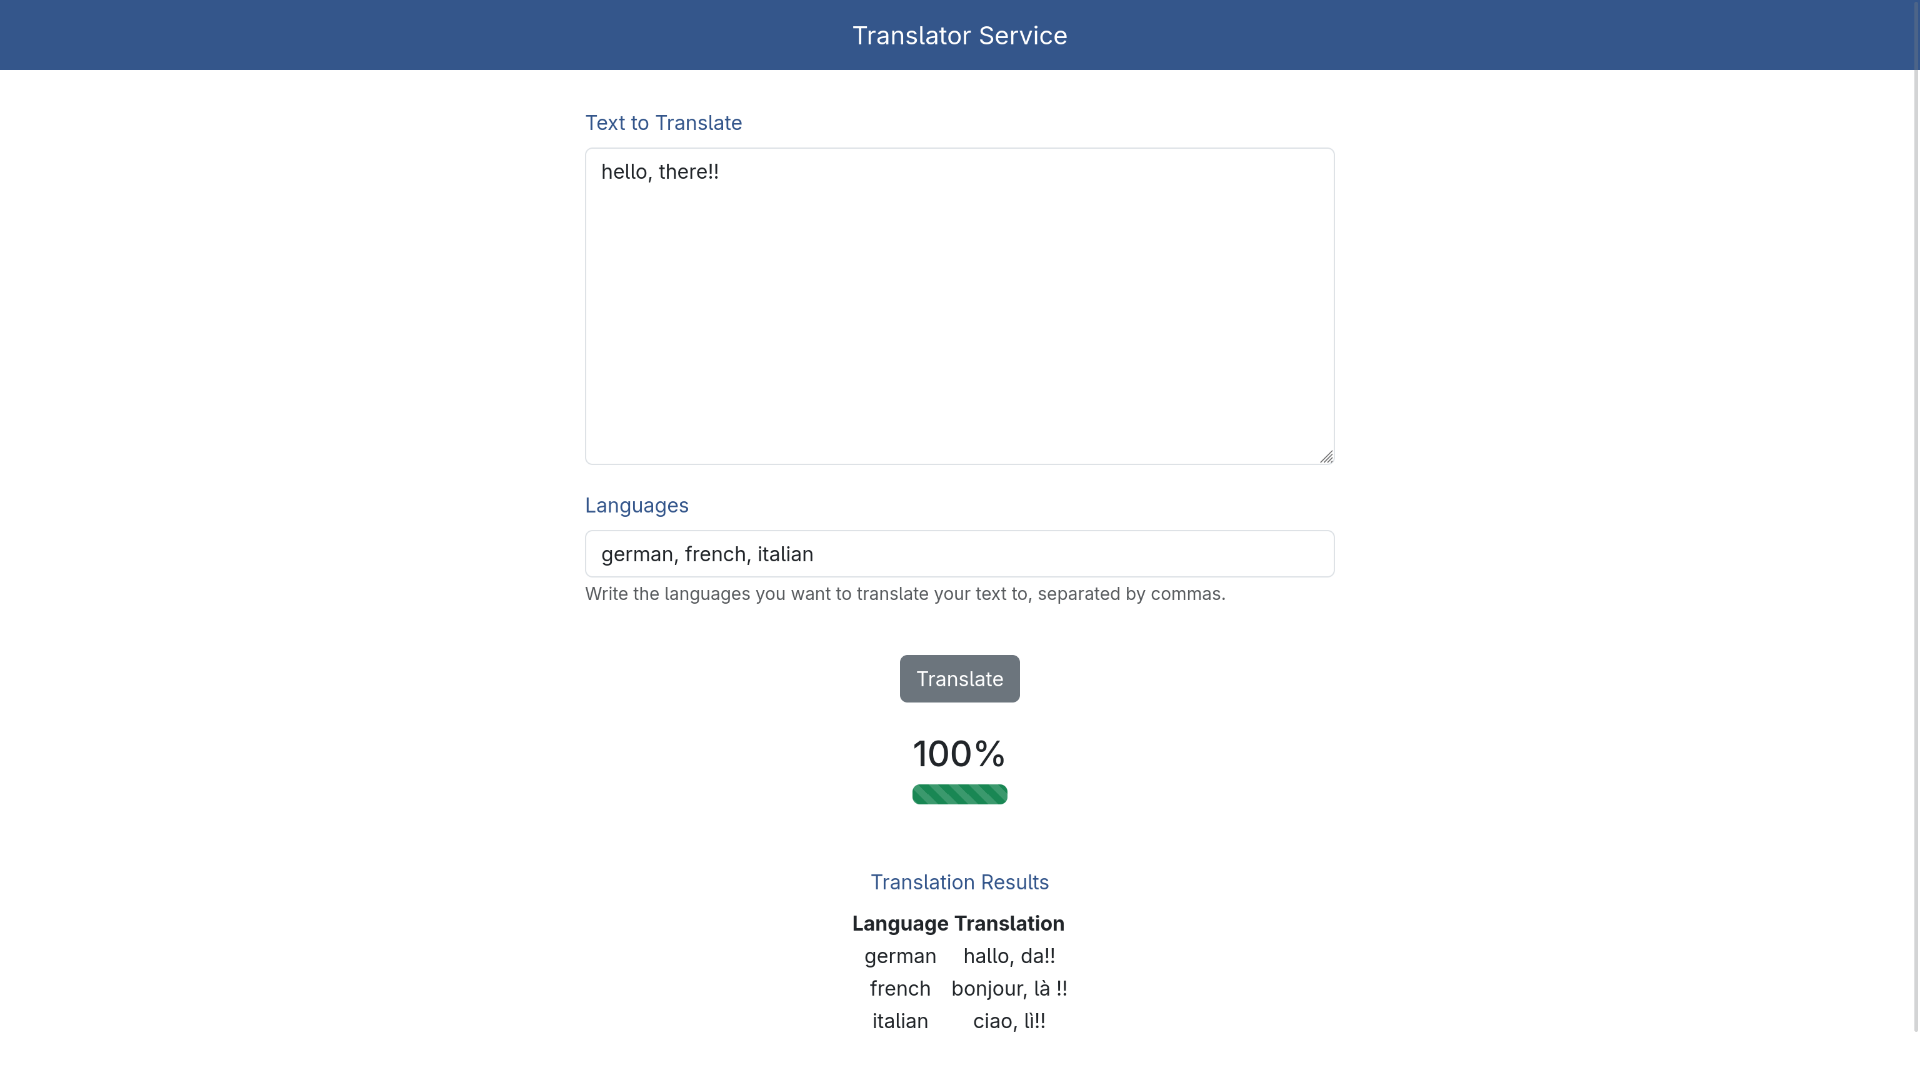 Translator Service
Text to Translate
hello, there!!
Languages
german, french, italian
Write the languages you want to translate your text to, separated by commas.
Translate
100%
Translation Results
Language Translation
german hallo, da!!
french bonjour, là !!
italian ciao, lì!!